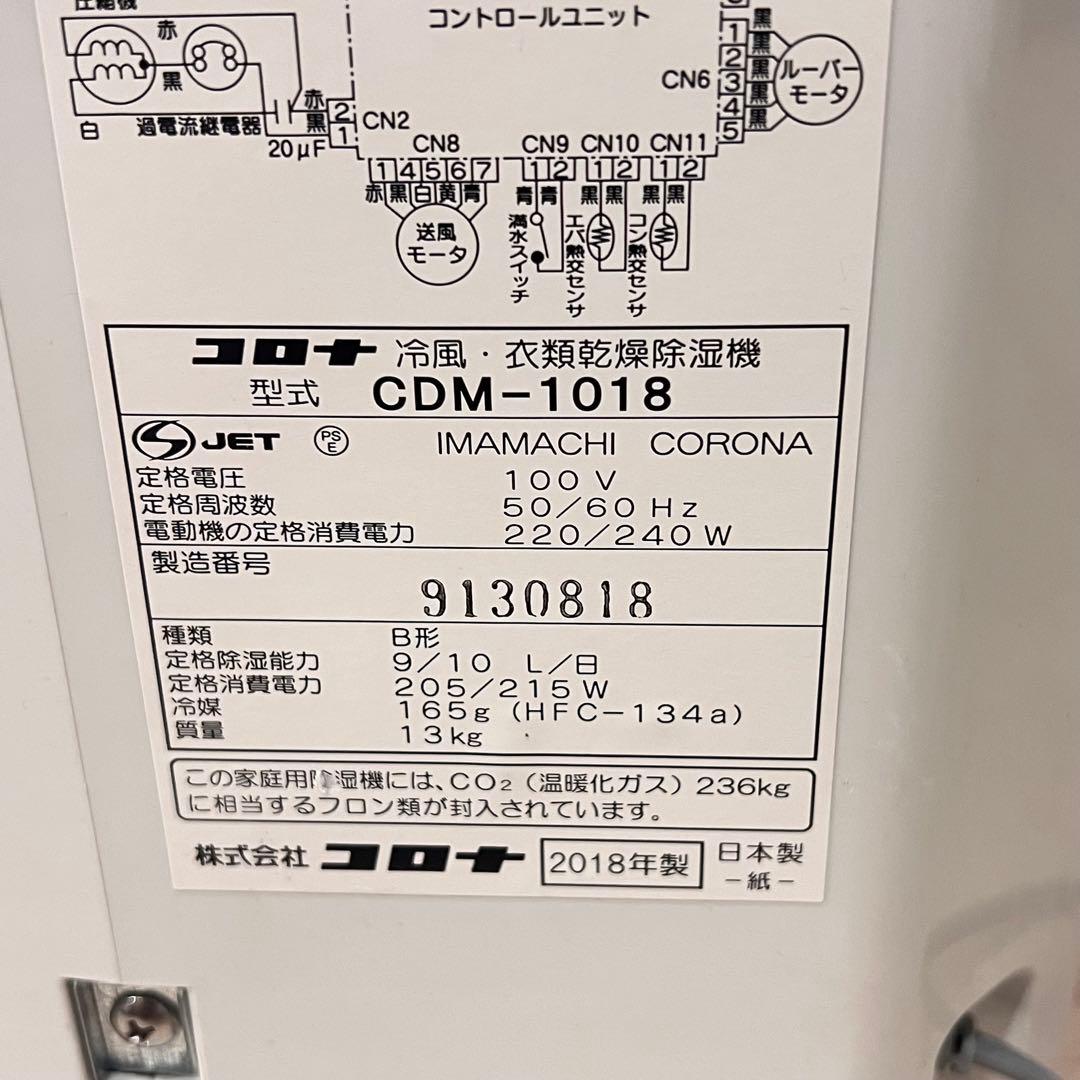 圧縮機
コントロールユニット
赤
黒
白
過電流継電器
20μF
赤
黒
2
1
CN2
CN8
1 4 5 6 7
赤 黒 白 黄 青
送風
モータ
CN9 CN10 CN11
1 2 1 2 1 2
青 青 黒 黒 黒 黒
満水スイッチ
エバ熱交センサ
コン熱交センサ
CN6
1
2
3
4
5
黒
黒
黒
黒
黒
ルーバー
モータ
コロナ 冷風・衣類乾燥除湿機
型式 CDM-1018
JET PS E IMAMACHI CORONA
定格電圧 100 V
定格周波数 50/60 Hz
電動機の定格消費電力 220/240 W
製造番号
9130818
種類 B形
定格除湿能力 9/10 L/日
定格消費電力 205/215W
冷媒 165g (HFC-134a)
質量 13kg
この家庭用除湿機には、CO₂(温暖化ガス)236kg
に相当するフロン類が封入されています。
株式会社 コロナ 2018年製 日本製
-紙-